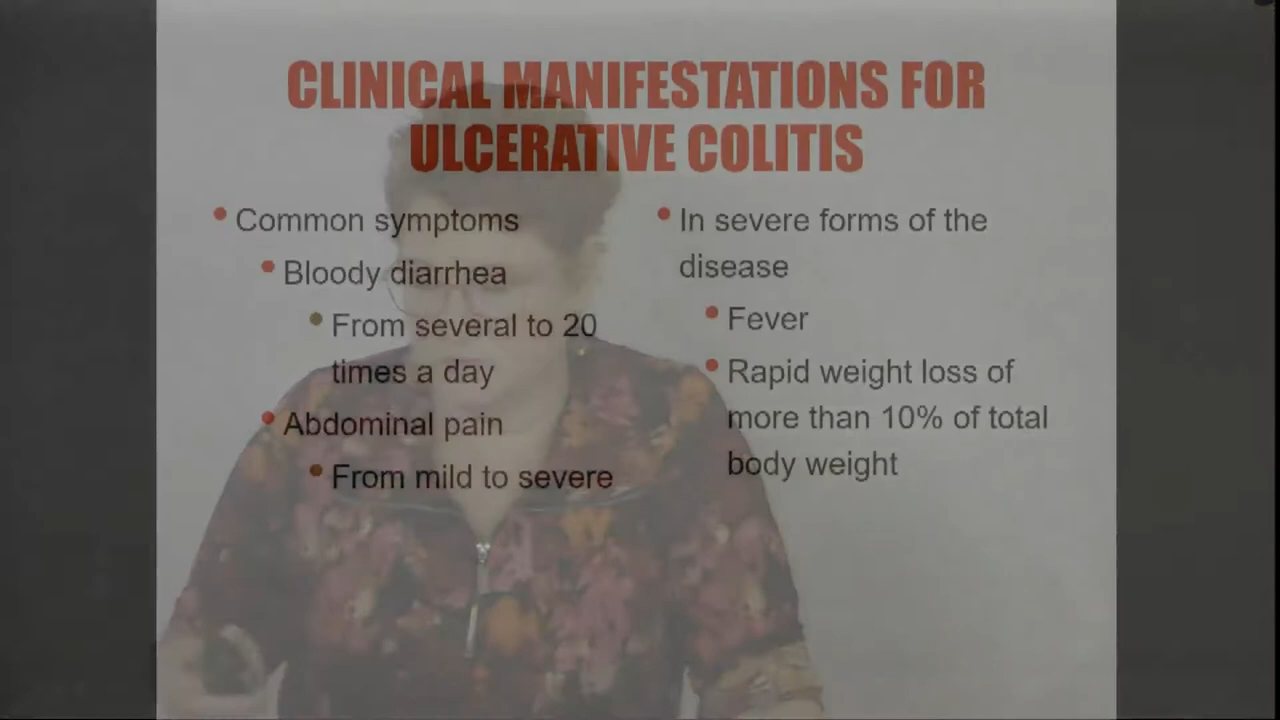 CLINICAL MANIFESTATIONS FOR
ULCERATIVE COLITIS
Common symptoms
Bloody diarrhea
From several to 20
times a day
Abdominal pain
From mild to severe
In severe forms of the
disease
Fever
Rapid weight loss of
more than 10% of total
body weight